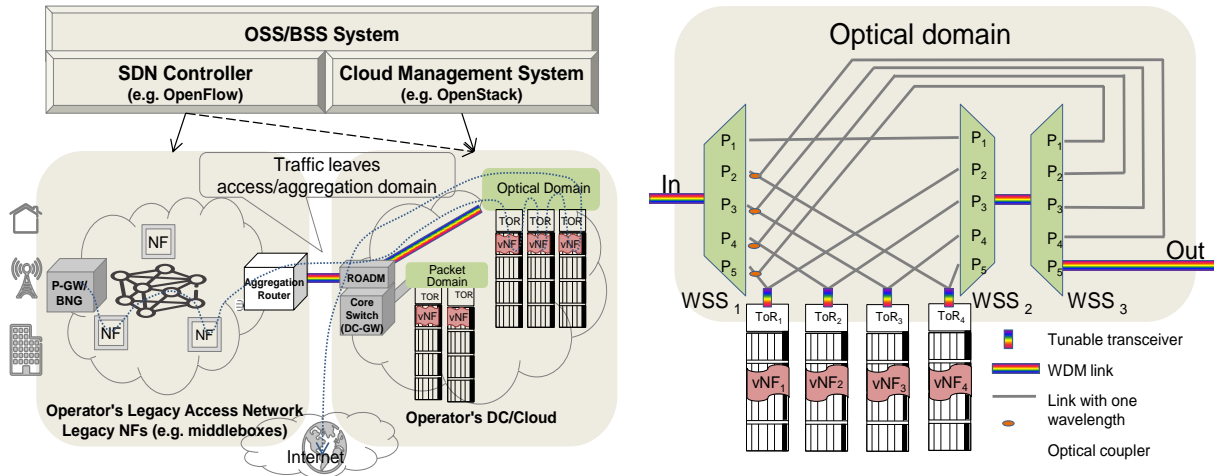 OSS/BSS System
SDN Controller
(e.g. OpenFlow)
Cloud Management System
(e.g. OpenStack)
Traffic leaves
access/aggregation domain
Optical Domain
TOR
TOR
TOR
vNF
vNF
vNF
NF
P-GW/
BNG
NF
NF
Aggregation
Router
ROADM
Core
Switch
(DC-GW)
Packet
Domain
TOR
TOR
vNF
vNF
Operator's Legacy Access Network
Legacy NFs (e.g. middleboxes)
Operator's DC/Cloud
Internet
Optical domain
In
P1
P2
P3
P4
P5
WSS 1
P1
P2
P3
P4
P5
WSS 2
P1
P2
P3
P4
P5
WSS 3
Out
ToR1
ToR2
ToR3
ToR4
vNF1
vNF2
vNF3
vNF4
Tunable transceiver
WDM link
Link with one
wavelength
Optical coupler